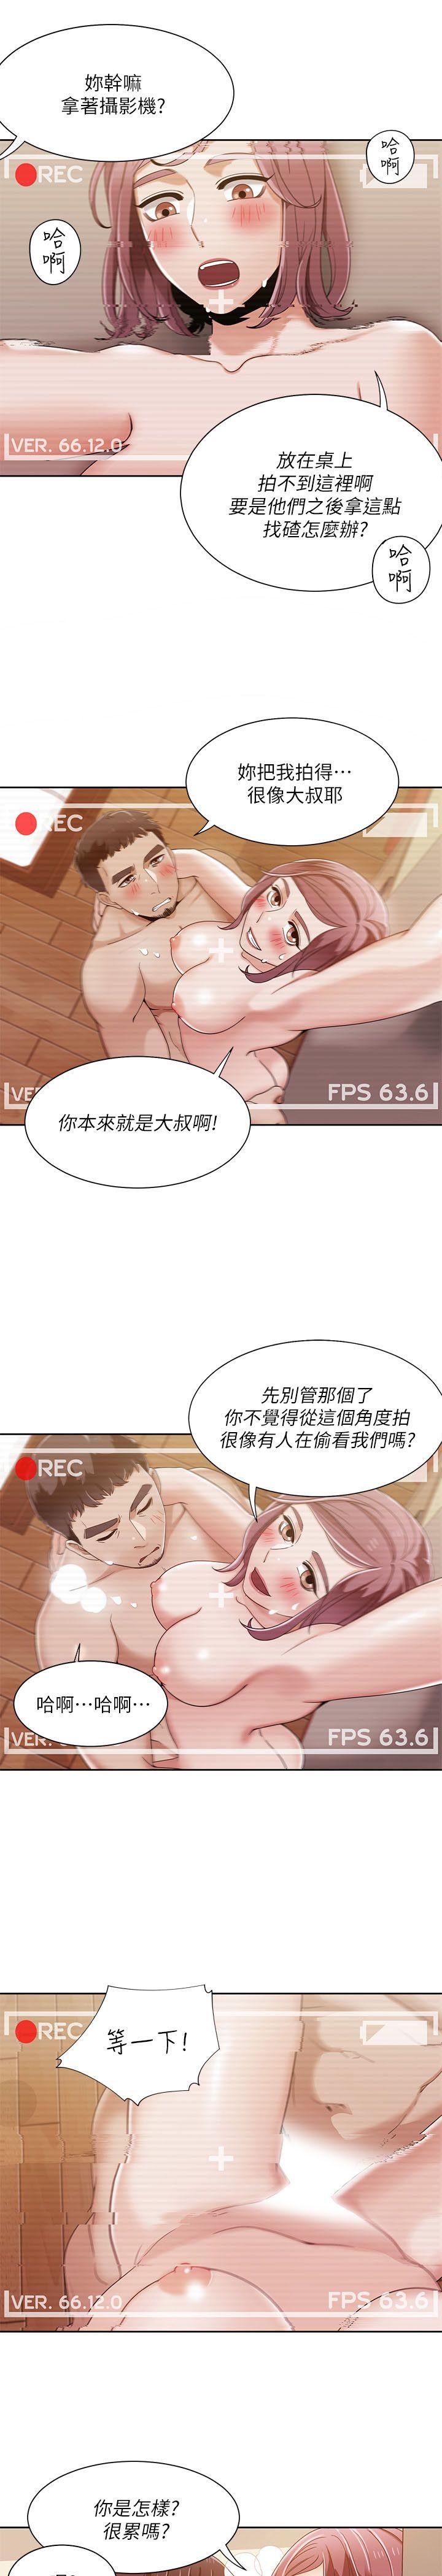 妳幹嘛
拿著攝影機?
哈
啊
REC
哈
啊
VER. 66.12.0
放在桌上
拍不到這裡啊
要是他們之後拿這點
找碴怎麼辦?
哈
啊
妳把我拍得…
很像大叔耶
REC
VER.
FPS 63.6
你本來就是大叔啊!
先別管那個了
你不覺得從這個角度拍
很像有人在偷看我們嗎?
REC
哈啊…哈啊…
VER.
FPS 63.6
REC
等一下!
VER. 66.12.0
FPS 63.6
你是怎樣?
很累嗎?